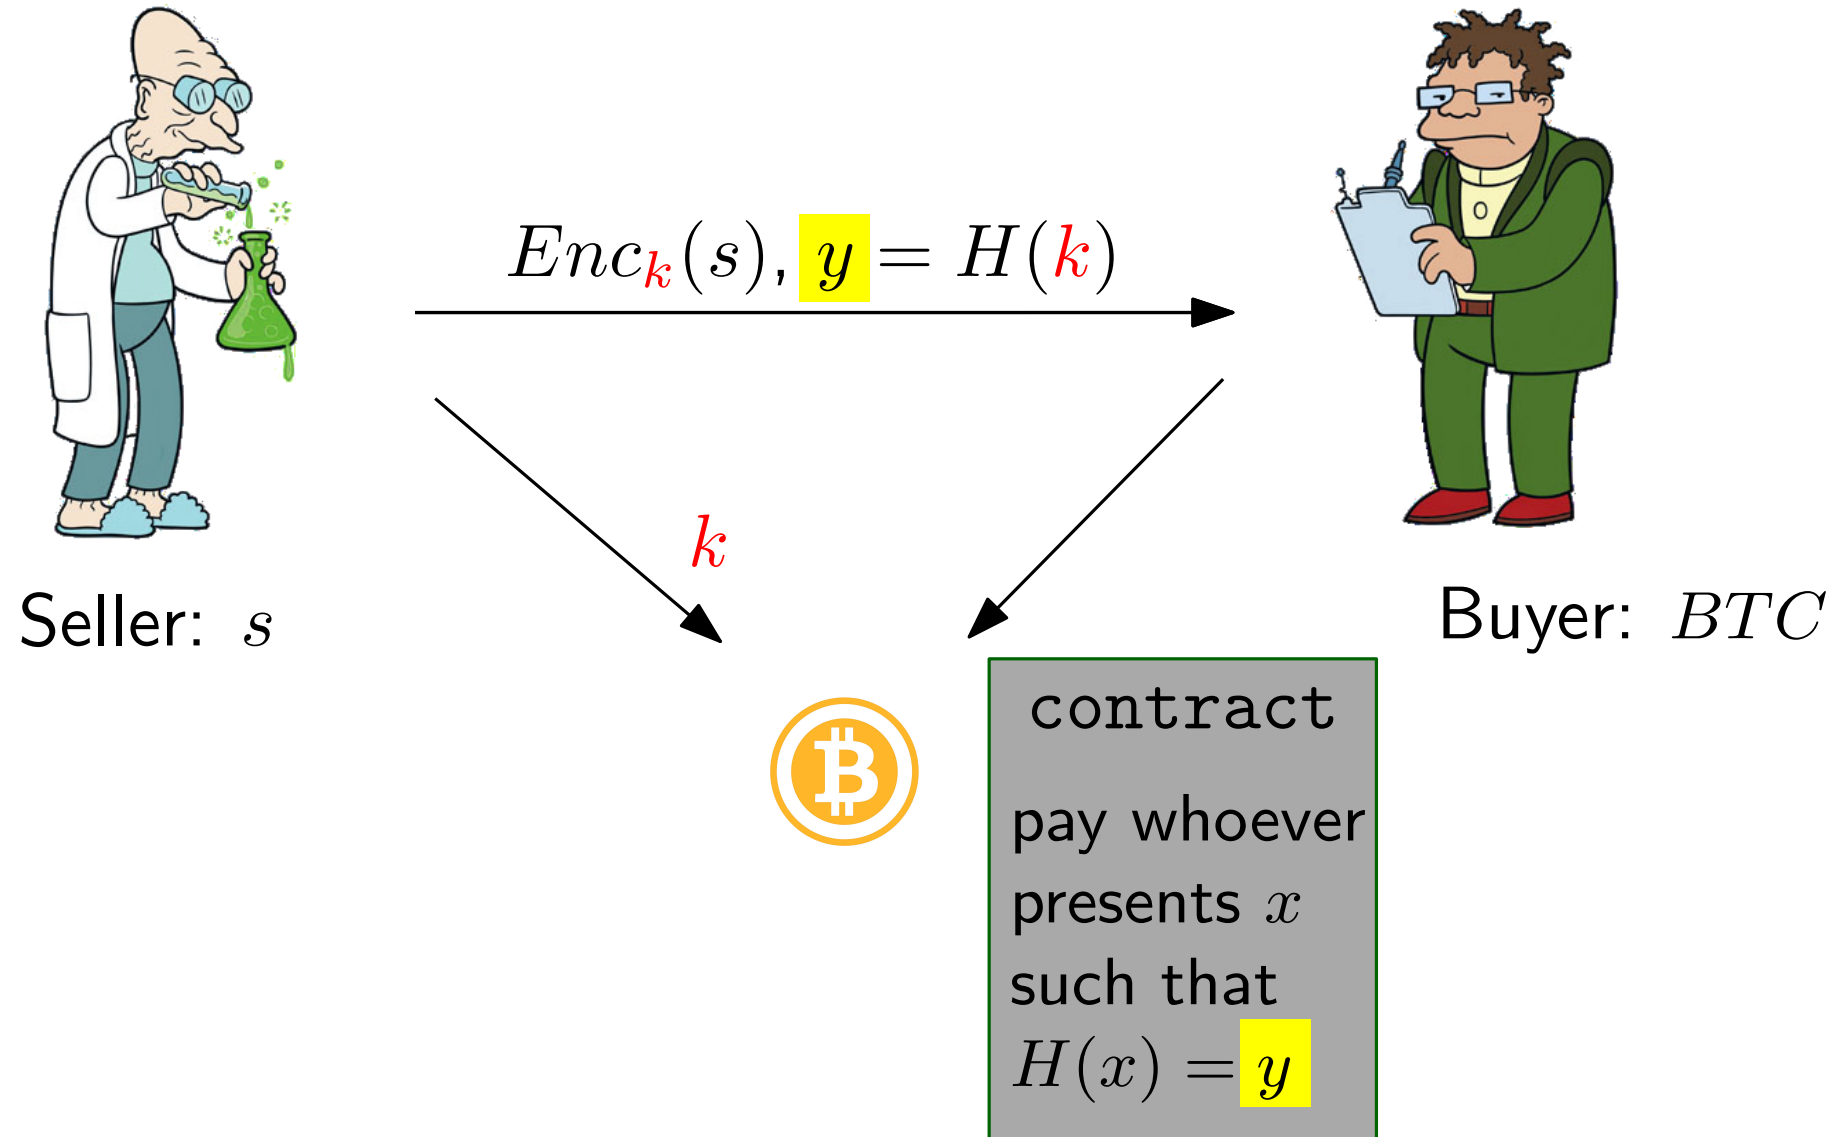 Enc_k(s), y = H(k)
k
Seller: s
Buyer: BTC
contract
pay whoever
presents x
such that
H(x) = y